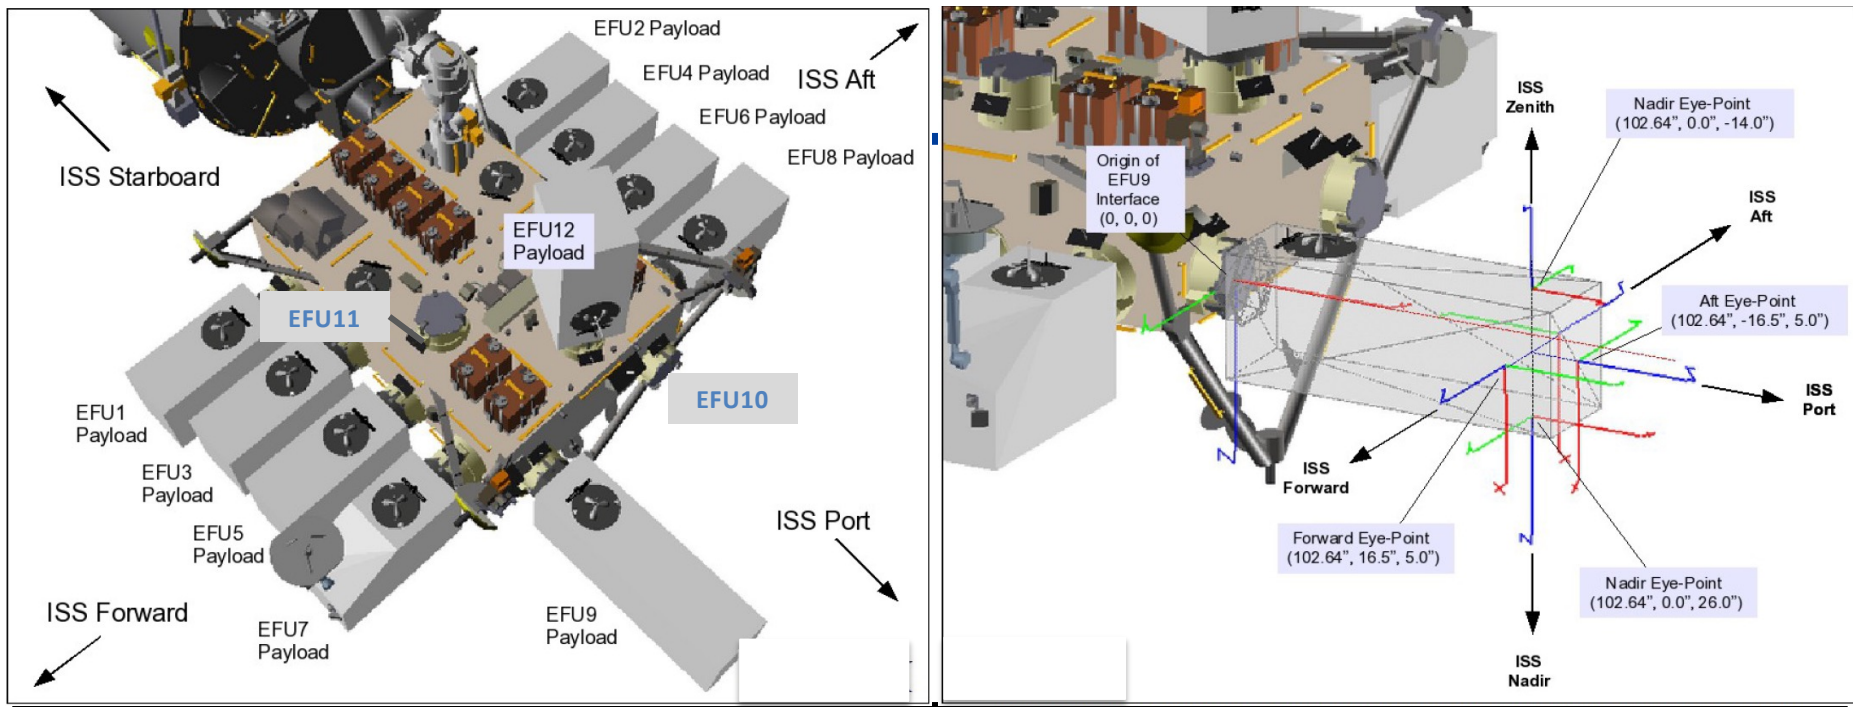 EFU2 Payload
EFU4 Payload
ISS Aft
EFU6 Payload
EFU8 Payload
ISS Starboard
EFU12
Payload
EFU11
EFU10
EFU1
Payload
EFU3
Payload
EFU5
Payload
EFU7
Payload
EFU9
Payload
ISS Port
ISS Forward
ISS
Zenith
Nadir Eye-Point
(102.64”, 0.0”, -14.0”)
Origin of
EFU9
Interface
(0, 0, 0)
ISS
Aft
Aft Eye-Point
(102.64”, -16.5”, 5.0”)
ISS
Port
ISS
Forward
Forward Eye-Point
(102.64”, 16.5”, 5.0”)
Nadir Eye-Point
(102.64”, 0.0”, 26.0”)
ISS
Nadir
Z
X
X
X
Z